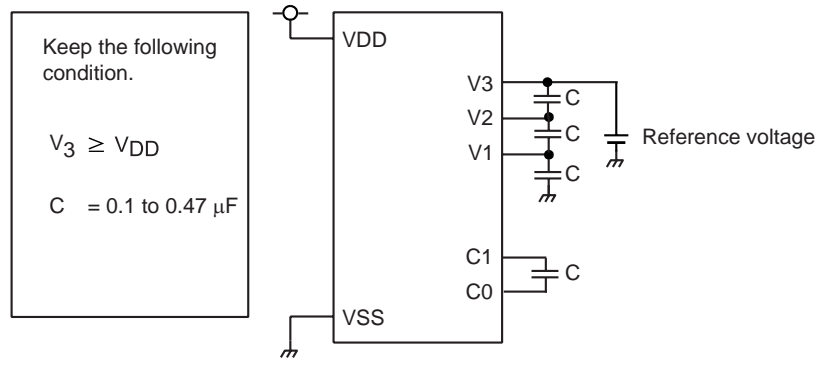 Keep the following
condition.
V3 ≥ VDD
C = 0.1 to 0.47 μF
VDD
V3
C
V2
C
Reference voltage
V1
C
C1
C
C0
VSS